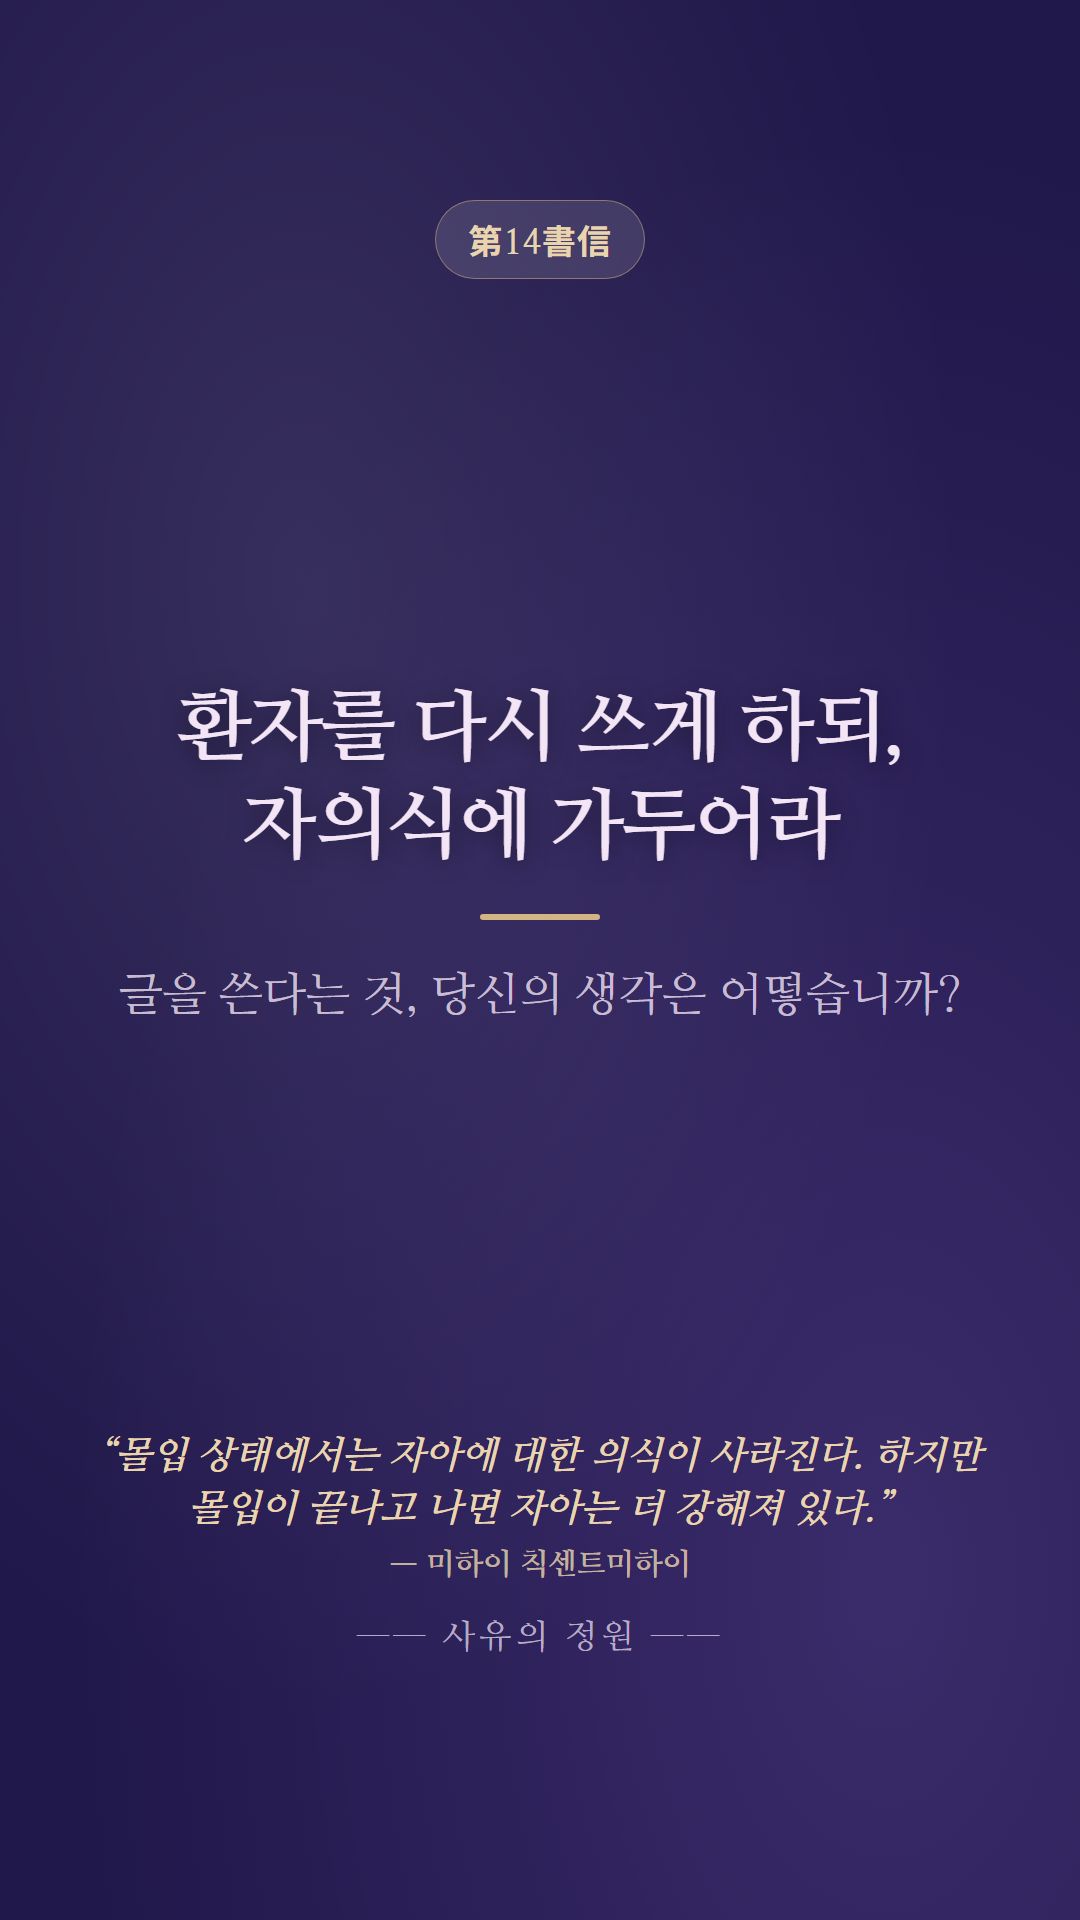 第14書信
환자를 다시 쓰게 하되,
자의식에 가두어라
글을 쓴다는 것, 당신의 생각은 어떻습니까?
“몰입 상태에서는 자아에 대한 의식이 사라진다. 하지만
몰입이 끝나고 나면 자아는 더 강해져 있다.”
— 미하이 칙센트미하이
—— 사유의 정원 ——